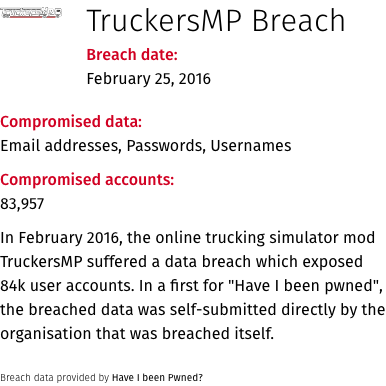 TruckersMP Breach
Breach date:
February 25, 2016
Compromised data:
Email addresses, Passwords, Usernames
Compromised accounts:
83,957
In February 2016, the online trucking simulator mod
TruckersMP suffered a data breach which exposed
84k user accounts. In a first for "Have I been pwned",
the breached data was self-submitted directly by the
organisation that was breached itself.
Breach data provided by Have I been Pwned?